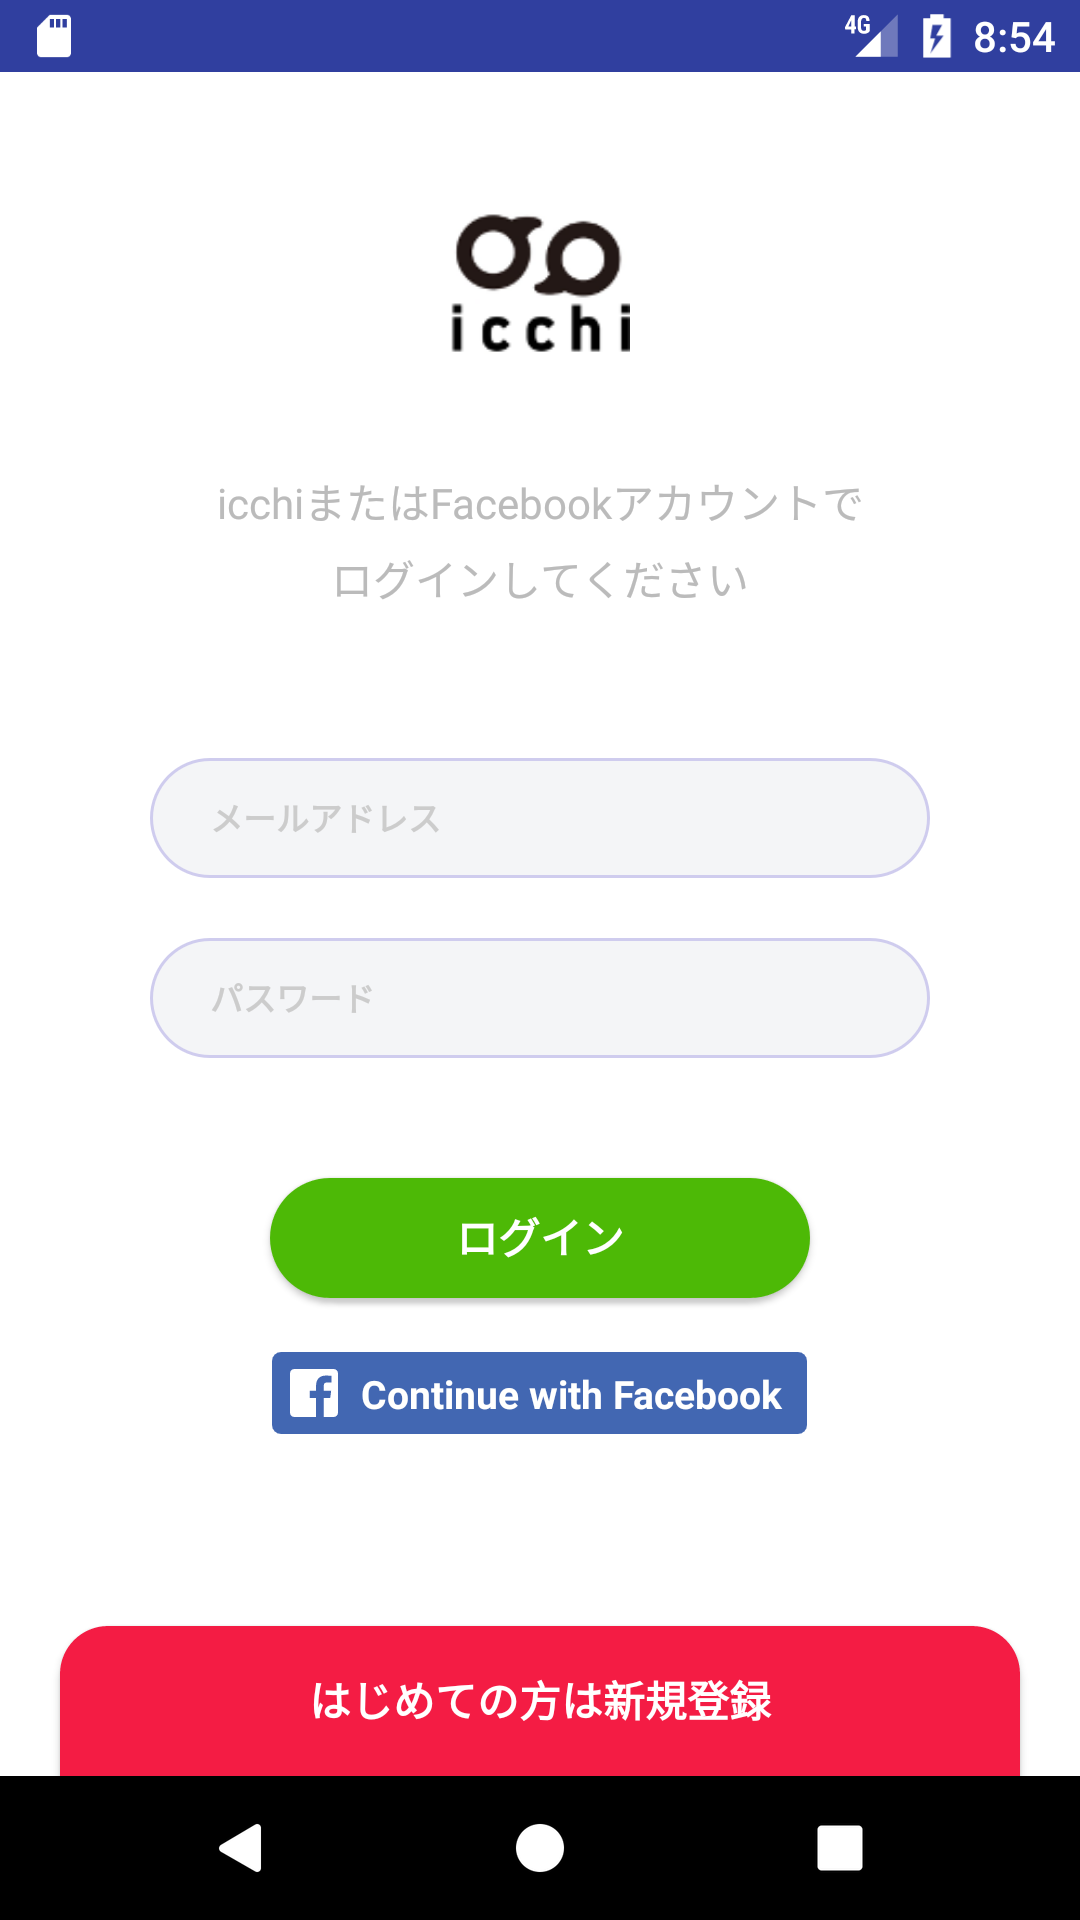 4G 8:54
icchi
icchiまたはFacebookアカウントで
ログインしてください
メールアドレス
パスワード
ログイン
Continue with Facebook
はじめての方は新規登録